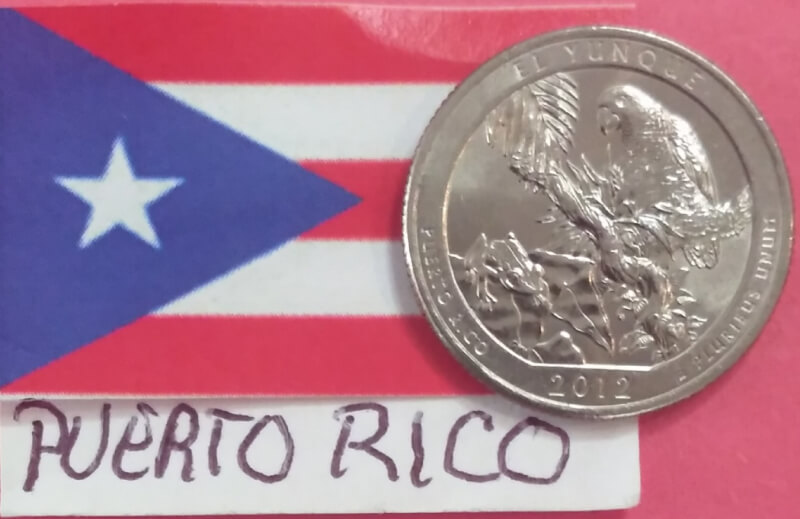 EL YUNQUE
PUERTO RICO
E PLURIBUS UNUM
2012
PUERTO RICO